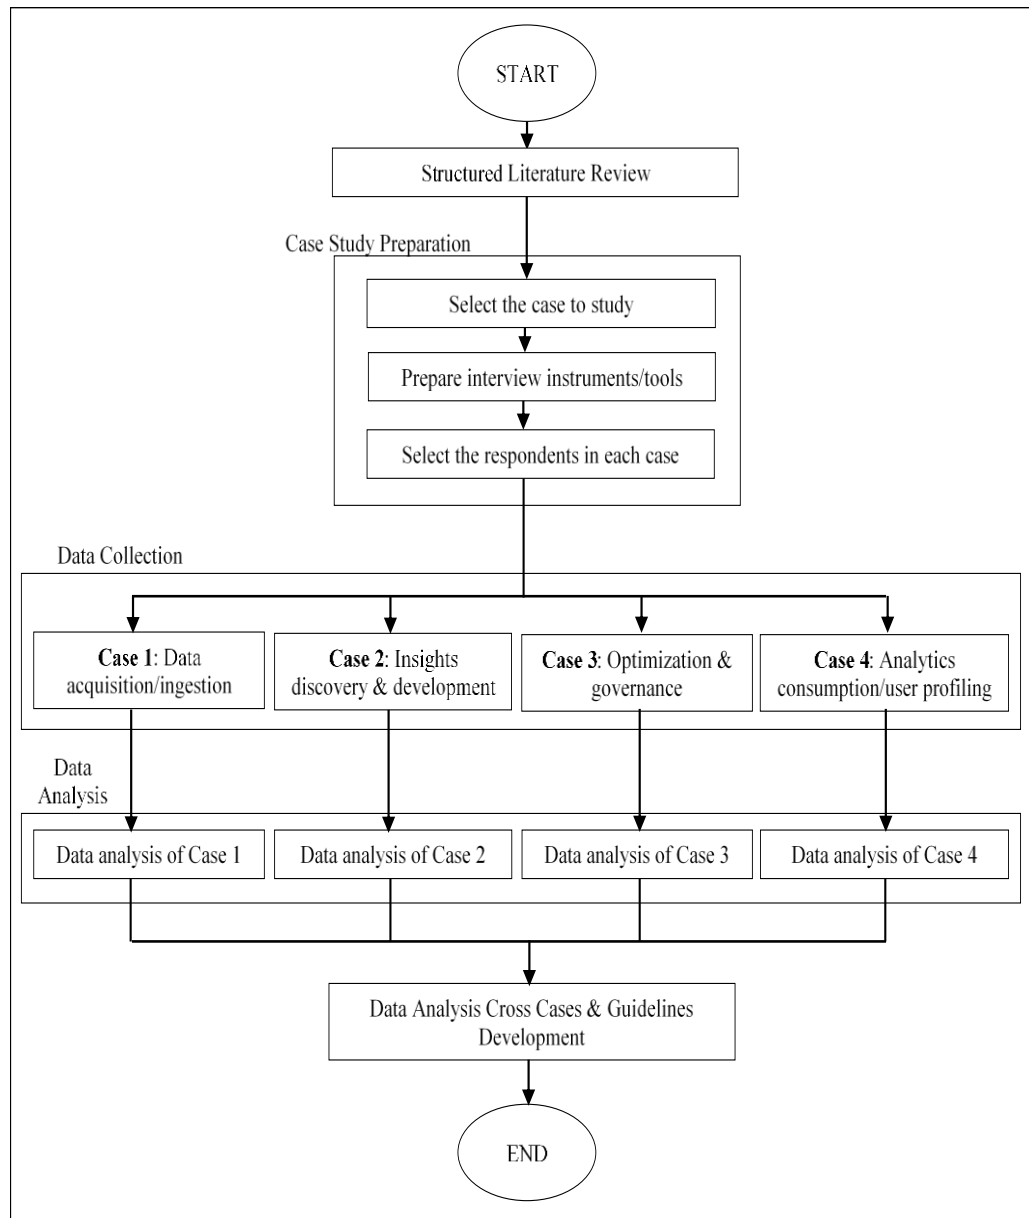 START
Structured Literature Review
Case Study Preparation
Select the case to study
Prepare interview instruments/tools
Select the respondents in each case
Data Collection
Case 1: Data
acquisition/ingestion
Case 2: Insights
discovery & development
Case 3: Optimization &
governance
Case 4: Analytics
consumption/user profiling
Data
Analysis
Data analysis of Case 1
Data analysis of Case 2
Data analysis of Case 3
Data analysis of Case 4
Data Analysis Cross Cases & Guidelines
Development
END